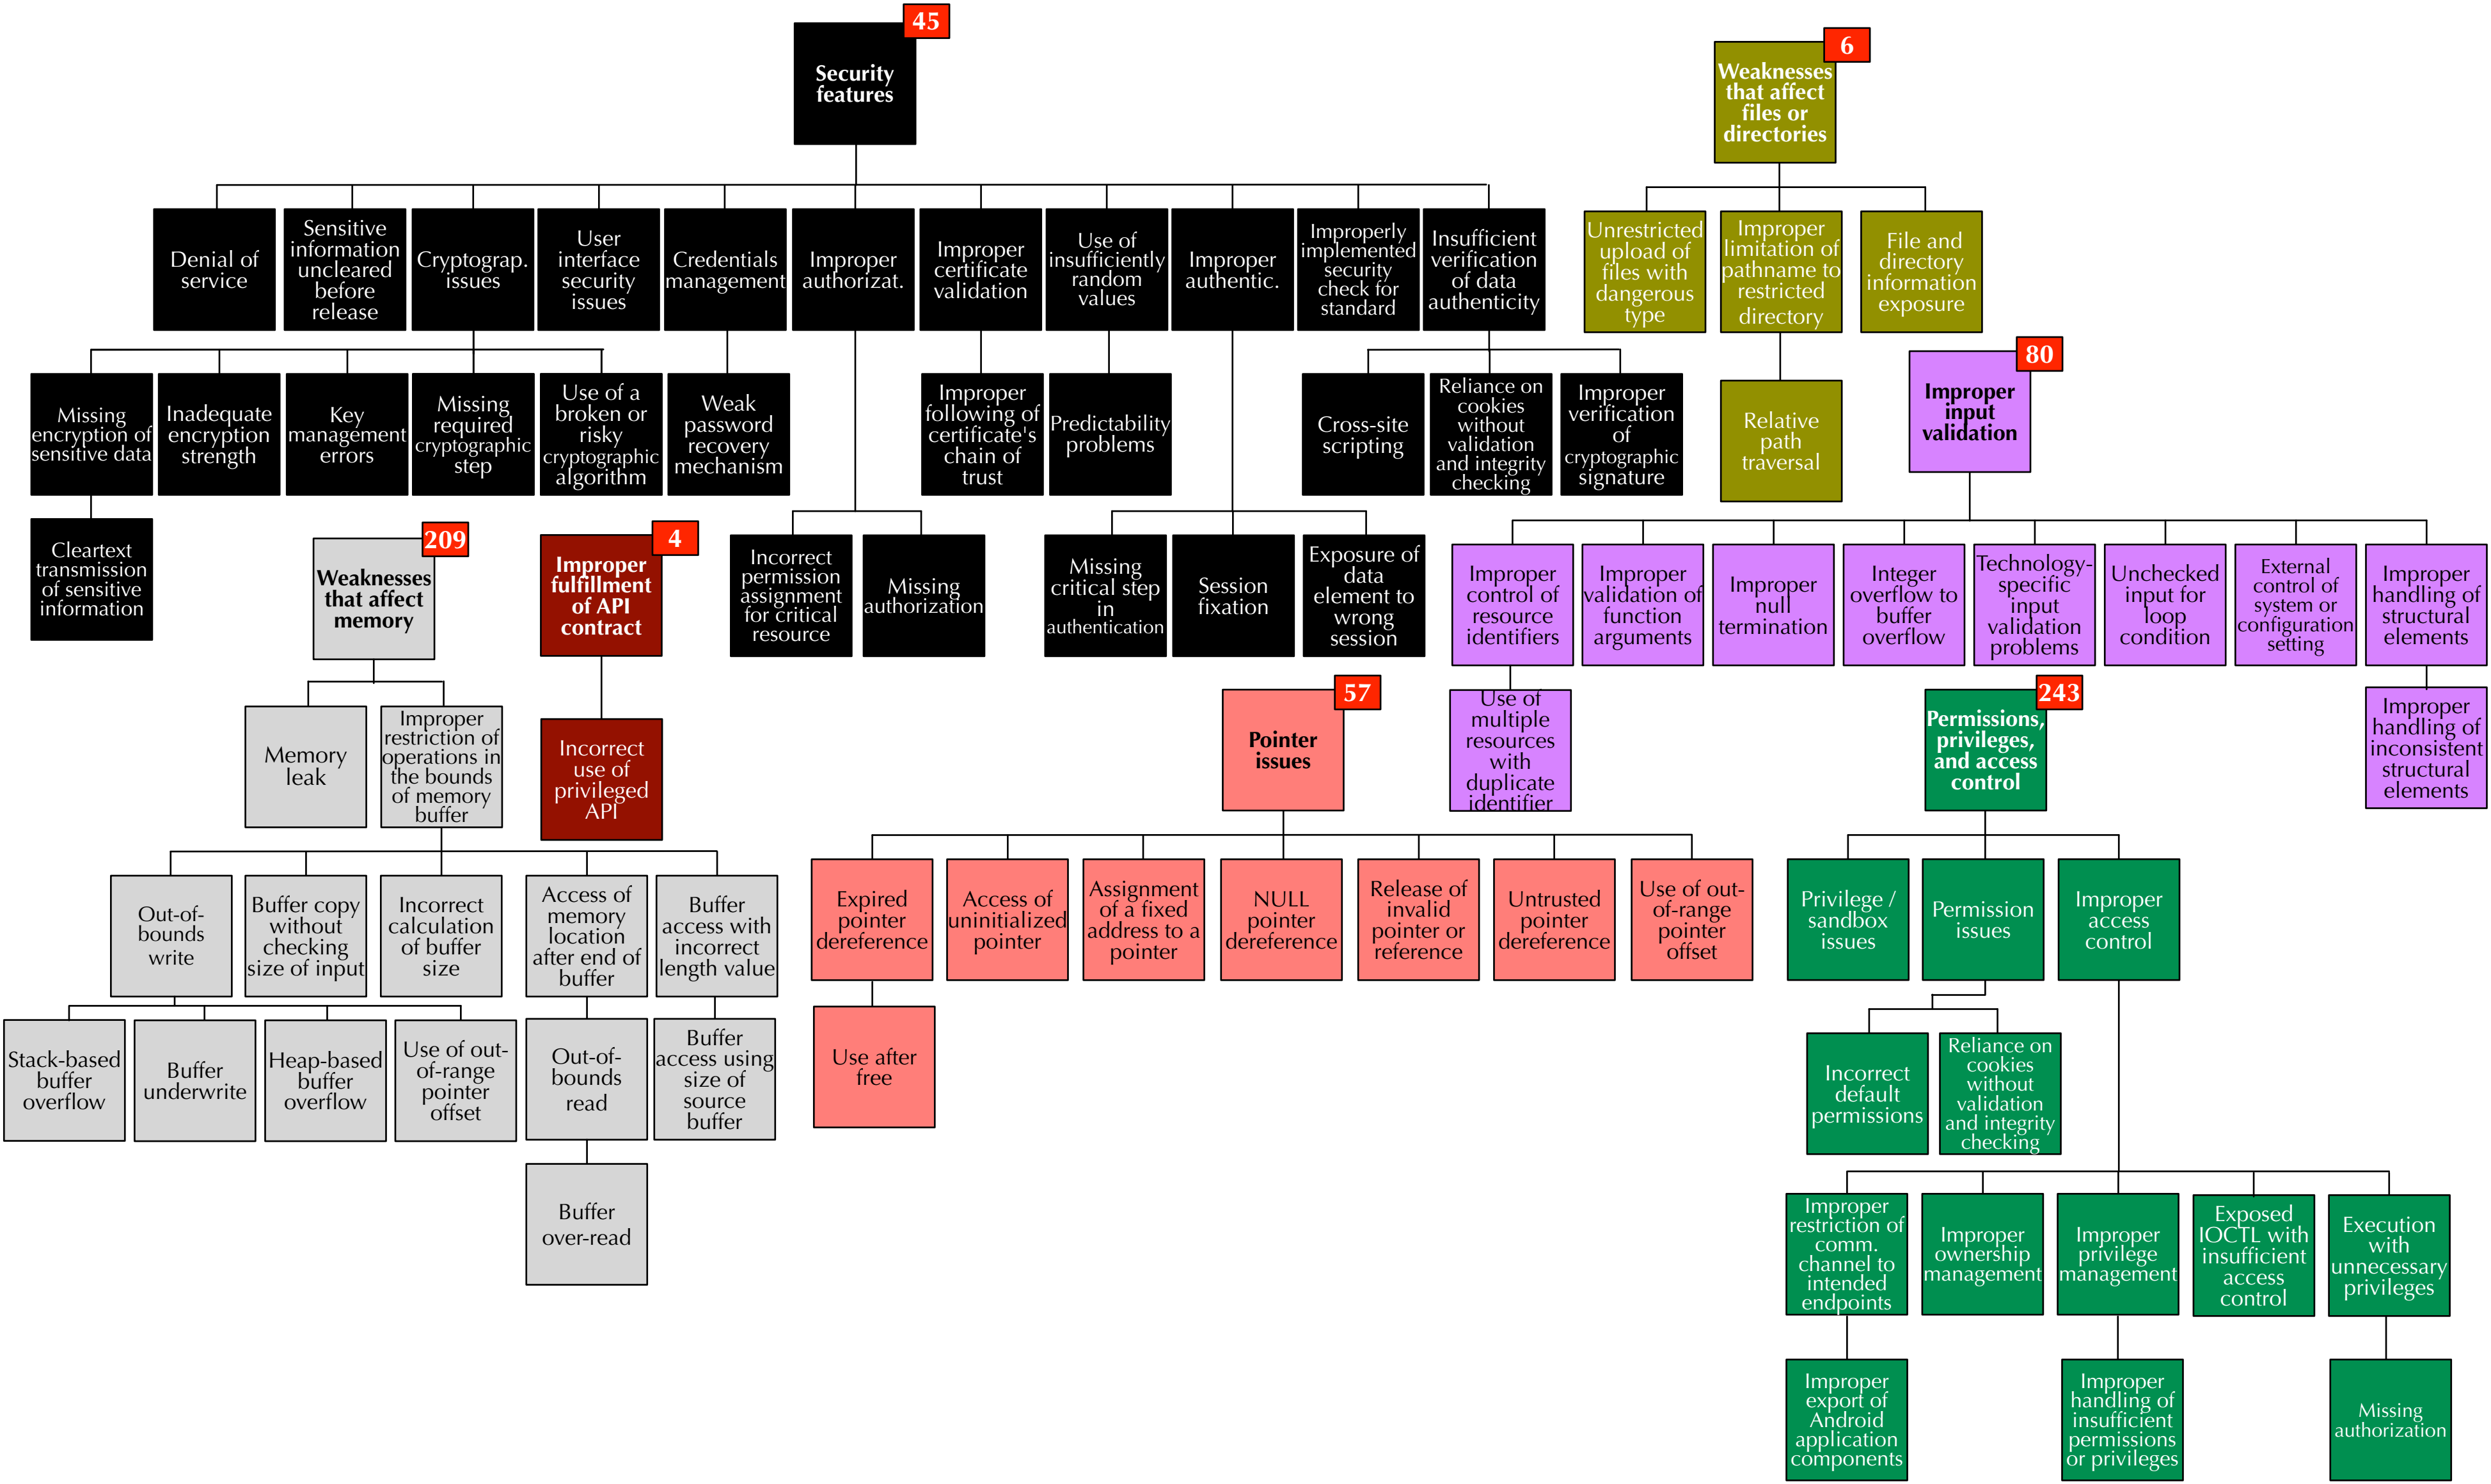 45
Security
features
6
Weaknesses
that affect
files or
directories
Denial of
service
Sensitive
information
uncleared
before
release
Cryptograp.
issues
User
interface
security
issues
Credentials
management
Improper
authorizat.
Improper
certificate
validation
Use of
insufficiently
random
values
Improper
authentic.
Improperly
implemented
security
check for
standard
Insufficient
verification
of data
authenticity
Unrestricted
upload of
files with
dangerous
type
Improper
limitation of
pathname to
restricted
directory
File and
directory
information
exposure
Missing
encryption of
sensitive data
Inadequate
encryption
strength
Key
management
errors
Missing
required
cryptographic
step
Use of a
broken or
risky
cryptographic
algorithm
Weak
password
recovery
mechanism
Improper
following of
certificate's
chain of
trust
Predictability
problems
Cross-site
scripting
Reliance on
cookies
without
validation
and integrity
checking
Improper
verification
of
cryptographic
signature
Relative
path
traversal
80
Improper
input
validation
Cleartext
transmission
of sensitive
information
209
Weaknesses
that affect
memory
4
Improper
fulfillment
of API
contract
Incorrect
permission
assignment
for critical
resource
Missing
authorization
Missing
critical step
in
authentication
Session
fixation
Exposure of
data
element to
wrong
session
Improper
control of
resource
identifiers
Improper
validation of
function
arguments
Improper
null
termination
Integer
overflow to
buffer
overflow
Technology-
specific
input
validation
problems
Unchecked
input for
loop
condition
External
control of
system or
configuration
setting
Improper
handling of
structural
elements
Memory
leak
Improper
restriction of
operations in
the bounds
of memory
buffer
Incorrect
use of
privileged
API
57
Pointer
issues
Use of
multiple
resources
with
duplicate
identifier
243
Permissions,
privileges,
and access
control
Improper
handling of
inconsistent
structural
elements
Out-of-
bounds
write
Buffer copy
without
checking
size of input
Incorrect
calculation
of buffer
size
Access of
memory
location
after end of
buffer
Buffer
access with
incorrect
length value
Expired
pointer
dereference
Access of
uninitialized
pointer
Assignment
of a fixed
address to a
pointer
NULL
pointer
dereference
Release of
invalid
pointer or
reference
Untrusted
pointer
dereference
Use of out-
of-range
pointer
offset
Privilege /
sandbox
issues
Permission
issues
Improper
access
control
Stack-based
buffer
overflow
Buffer
underwrite
Heap-based
buffer
overflow
Use of out-
of-range
pointer
offset
Out-of-
bounds
read
Buffer
access using
size of
source
buffer
Use after
free
Incorrect
default
permissions
Reliance on
cookies
without
validation
and integrity
checking
Buffer
over-read
Improper
restriction of
comm.
channel to
intended
endpoints
Improper
ownership
management
Improper
privilege
management
Exposed
IOCTL with
insufficient
access
control
Execution
with
unnecessary
privileges
Improper
export of
Android
application
components
Improper
handling of
insufficient
permissions
or privileges
Missing
authorization